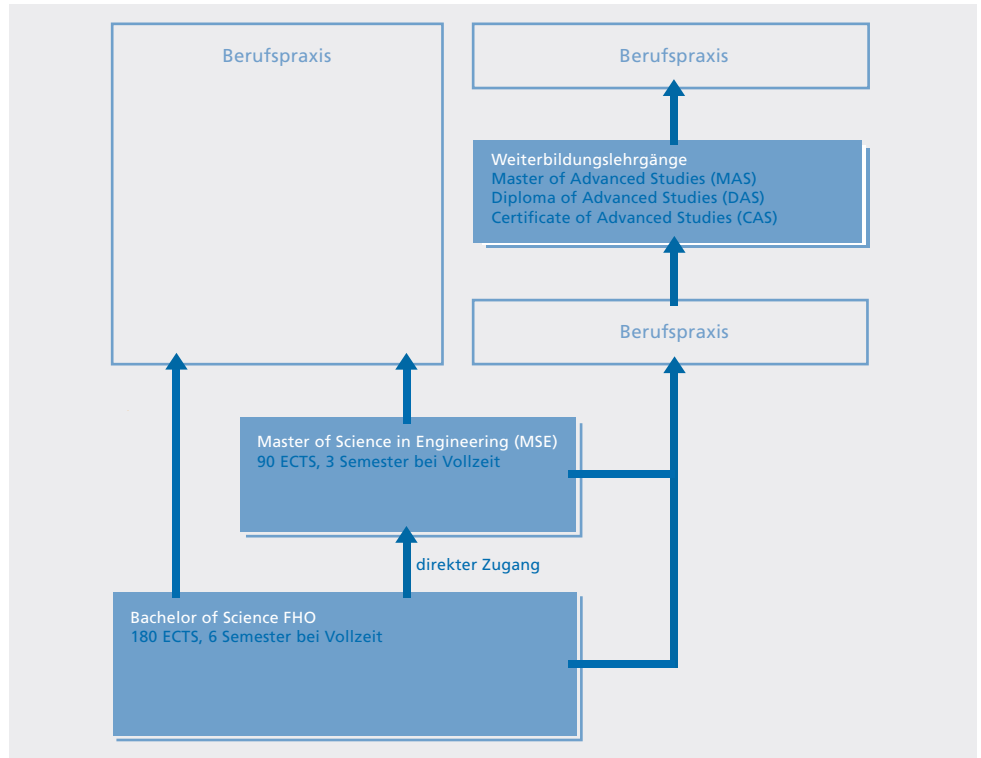 Berufspraxis
Berufspraxis
Weiterbildungslehrgänge
Master of Advanced Studies (MAS)
Diploma of Advanced Studies (DAS)
Certificate of Advanced Studies (CAS)
Berufspraxis
Master of Science in Engineering (MSE)
90 ECTS, 3 Semester bei Vollzeit
direkter Zugang
Bachelor of Science FHO
180 ECTS, 6 Semester bei Vollzeit